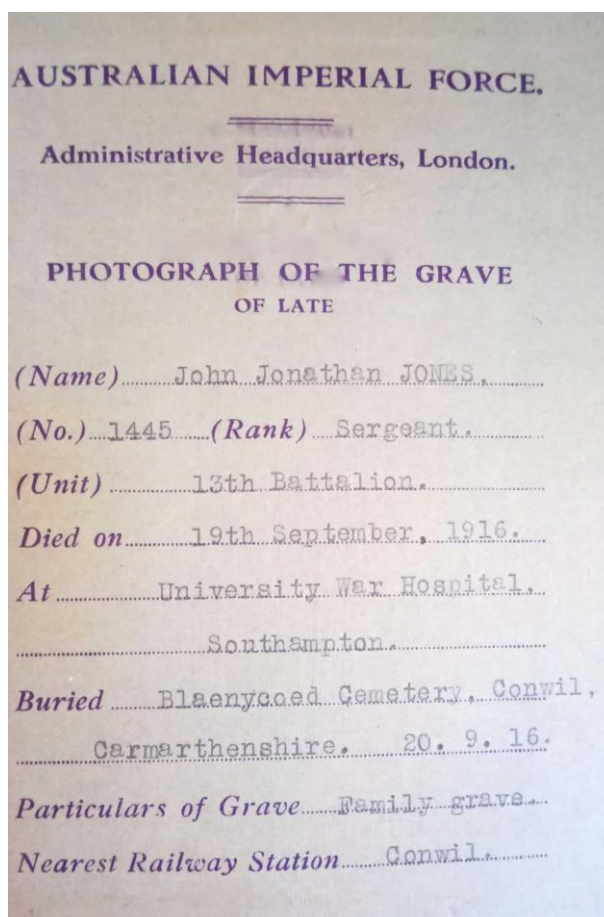 AUSTRALIAN IMPERIAL FORCE.
Administrative Headquarters, London.
PHOTOGRAPH OF THE GRAVE
OF LATE
(Name) John Jonathan JONES.
(No.) 1445 (Rank) Sergeant.
(Unit) 13th Battalion.
Died on 19th September, 1916.
At University War Hospital,
Southampton.
Buried Blaenycoed Cemetery, Conwil,
Carmarthenshire. 20. 9. 16.
Particulars of Grave Family grave.
Nearest Railway Station Conwil.